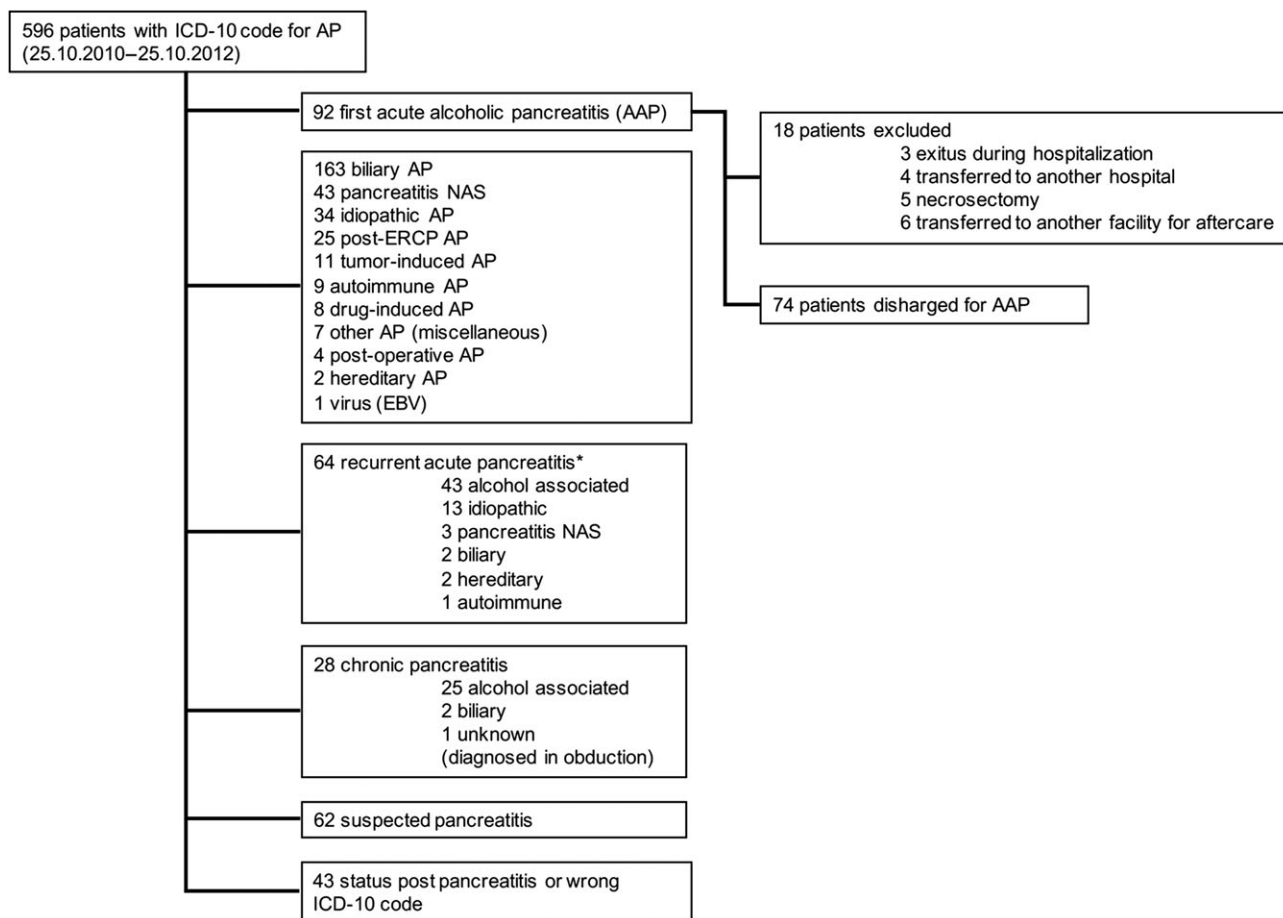 596 patients with ICD-10 code for AP
(25.10.2010–25.10.2012)
92 first acute alcoholic pancreatitis (AAP)
18 patients excluded
3 exitus during hospitalization
4 transferred to another hospital
5 necrosectomy
6 transferred to another facility for aftercare
74 patients disharged for AAP
163 biliary AP
43 pancreatitis NAS
34 idiopathic AP
25 post-ERCP AP
11 tumor-induced AP
9 autoimmune AP
8 drug-induced AP
7 other AP (miscellaneous)
4 post-operative AP
2 hereditary AP
1 virus (EBV)
64 recurrent acute pancreatitis*
43 alcohol associated
13 idiopathic
3 pancreatitis NAS
2 biliary
2 hereditary
1 autoimmune
28 chronic pancreatitis
25 alcohol associated
2 biliary
1 unknown
(diagnosed in obduction)
62 suspected pancreatitis
43 status post pancreatitis or wrong
ICD-10 code